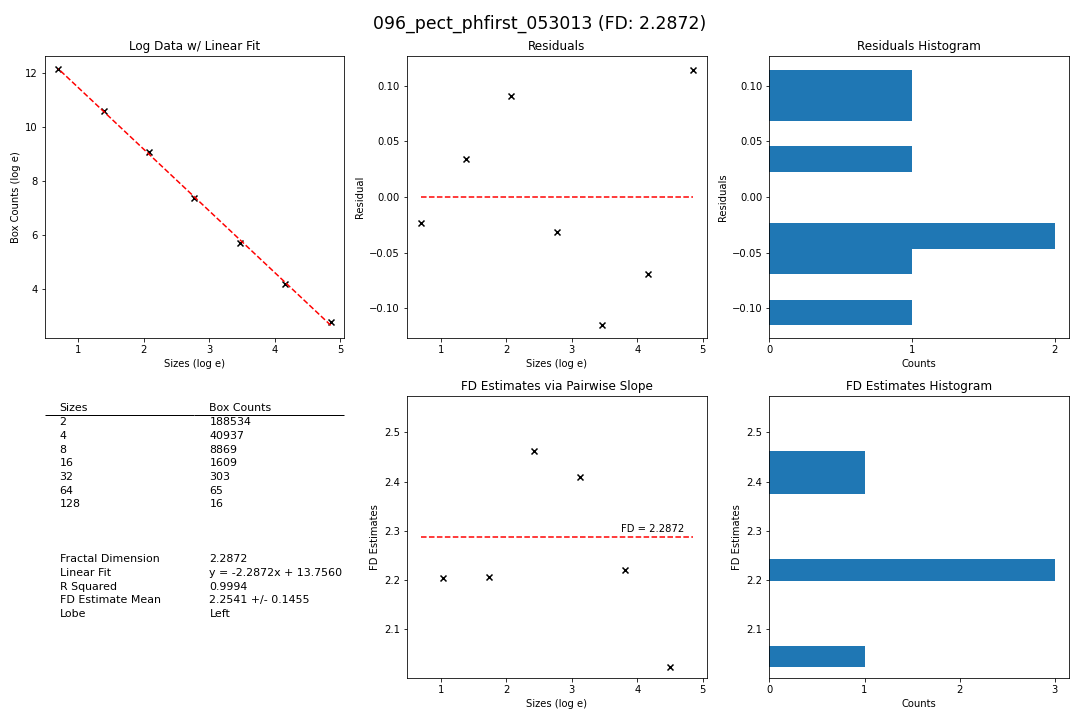 096_pect_phfirst_053013 (FD: 2.2872)
Log Data w/ Linear Fit
Box Counts (log e)
12
10
8
6
4
1 2 3 4 5
Sizes (log e)
Residuals
Residual
0.10
0.05
0.00
−0.05
−0.10
1 2 3 4 5
Sizes (log e)
Residuals Histogram
Residuals
0.10
0.05
0.00
−0.05
−0.10
0 1 2
Counts
Sizes Box Counts
2 188534
4 40937
8 8869
16 1609
32 303
64 65
128 16
Fractal Dimension 2.2872
Linear Fit y = -2.2872x + 13.7560
R Squared 0.9994
FD Estimate Mean 2.2541 +/- 0.1455
Lobe Left
FD Estimates via Pairwise Slope
FD Estimates
2.5
2.4
2.3
2.2
2.1
FD = 2.2872
1 2 3 4 5
Sizes (log e)
FD Estimates Histogram
FD Estimates
2.5
2.4
2.3
2.2
2.1
0 1 2 3
Counts